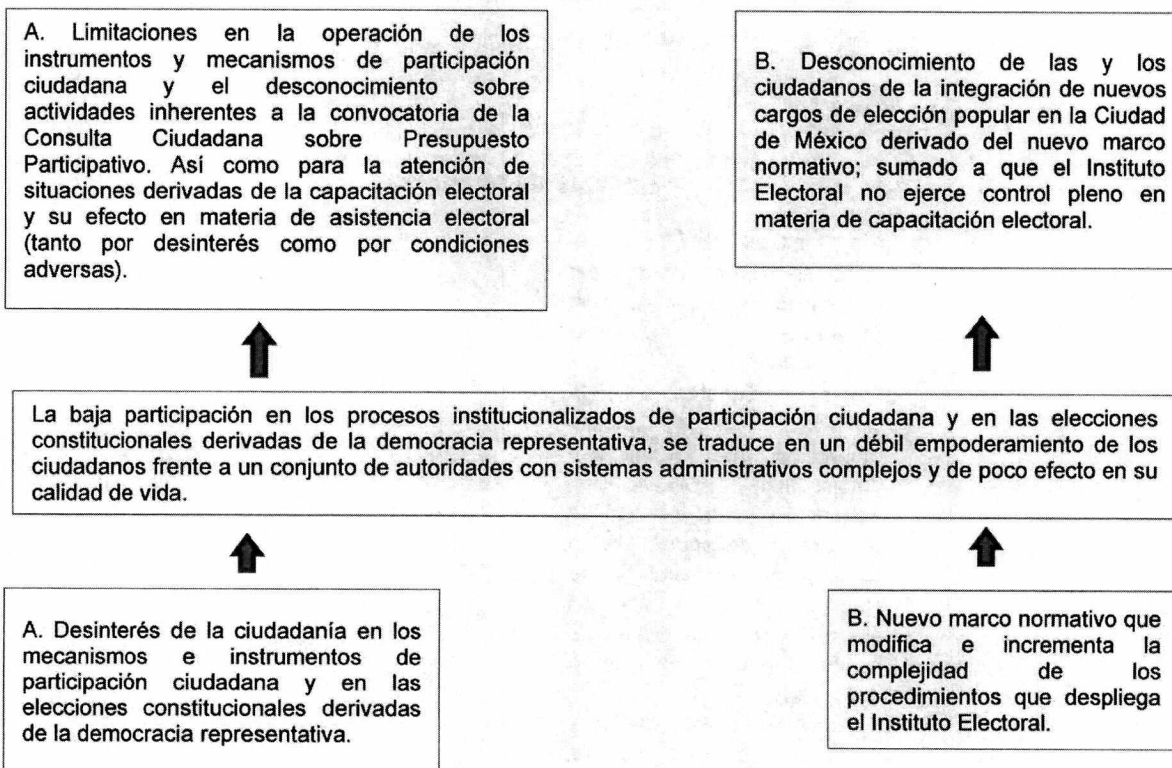 A. Limitaciones en la operación de los
instrumentos y mecanismos de participación
ciudadana y el desconocimiento sobre
actividades inherentes a la convocatoria de la
Consulta Ciudadana sobre Presupuesto
Participativo. Así como para la atención de
situaciones derivadas de la capacitación electoral
y su efecto en materia de asistencia electoral
(tanto por desinterés como por condiciones
adversas).
B. Desconocimiento de las y los
ciudadanos de la integración de nuevos
cargos de elección popular en la Ciudad
de México derivado del nuevo marco
normativo; sumado a que el Instituto
Electoral no ejerce control pleno en
materia de capacitación electoral.
La baja participación en los procesos institucionalizados de participación ciudadana y en las elecciones
constitucionales derivadas de la democracia representativa, se traduce en un débil empoderamiento de los
ciudadanos frente a un conjunto de autoridades con sistemas administrativos complejos y de poco efecto en su
calidad de vida.
A. Desinterés de la ciudadanía en los
mecanismos e instrumentos de
participación ciudadana y en las
elecciones constitucionales derivadas
de la democracia representativa.
B. Nuevo marco normativo que
modifica e incrementa la
complejidad de los
procedimientos que despliega
el Instituto Electoral.